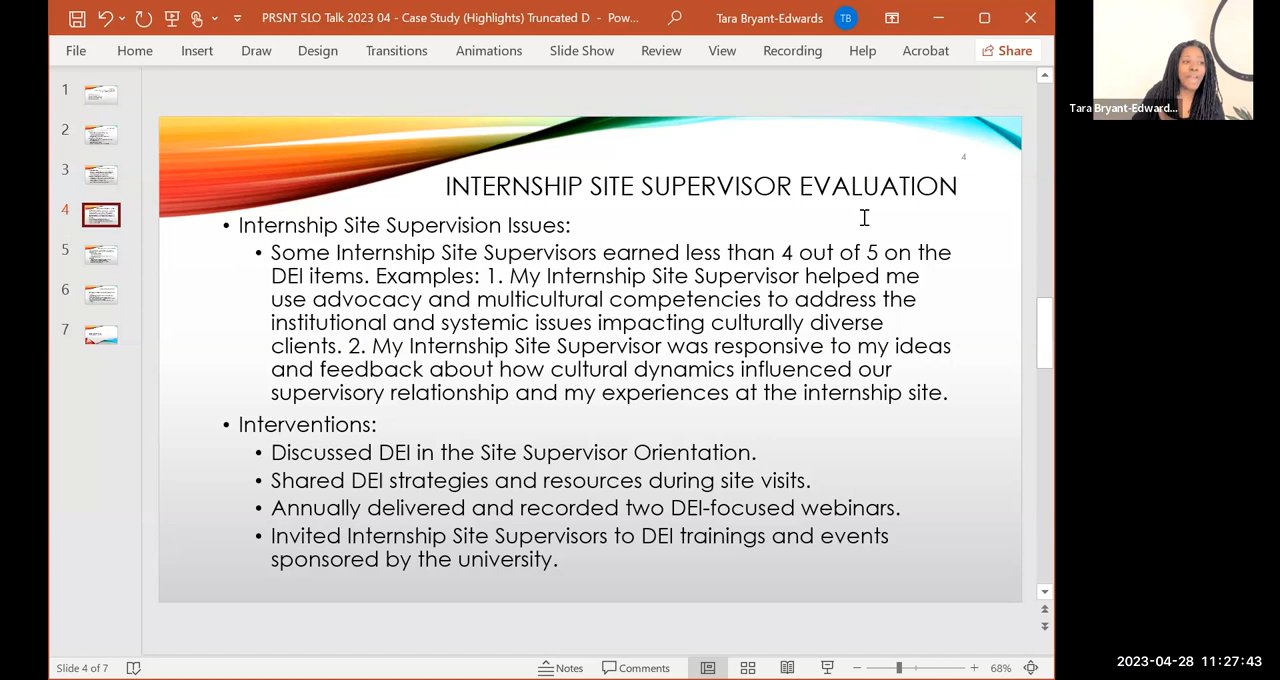 PRSNT SLO Talk 2023 04 - Case Study (Highlights) Truncated D - Pow...
Tara Bryant-Edwards
TB
File
Home
Insert
Draw
Design
Transitions
Animations
Slide Show
Review
View
Recording
Help
Acrobat
Share
1
2
3
4
5
6
7
4
INTERNSHIP SITE SUPERVISOR EVALUATION
• Internship Site Supervision Issues:
• Some Internship Site Supervisors earned less than 4 out of 5 on the
DEI items. Examples: 1. My Internship Site Supervisor helped me
use advocacy and multicultural competencies to address the
institutional and systemic issues impacting culturally diverse
clients. 2. My Internship Site Supervisor was responsive to my ideas
and feedback about how cultural dynamics influenced our
supervisory relationship and my experiences at the internship site.
• Interventions:
• Discussed DEI in the Site Supervisor Orientation.
• Shared DEI strategies and resources during site visits.
• Annually delivered and recorded two DEI-focused webinars.
• Invited Internship Site Supervisors to DEI trainings and events
sponsored by the university.
Slide 4 of 7
Notes
Comments
68%
Tara Bryant-Edward...
2023-04-28 11:27:43